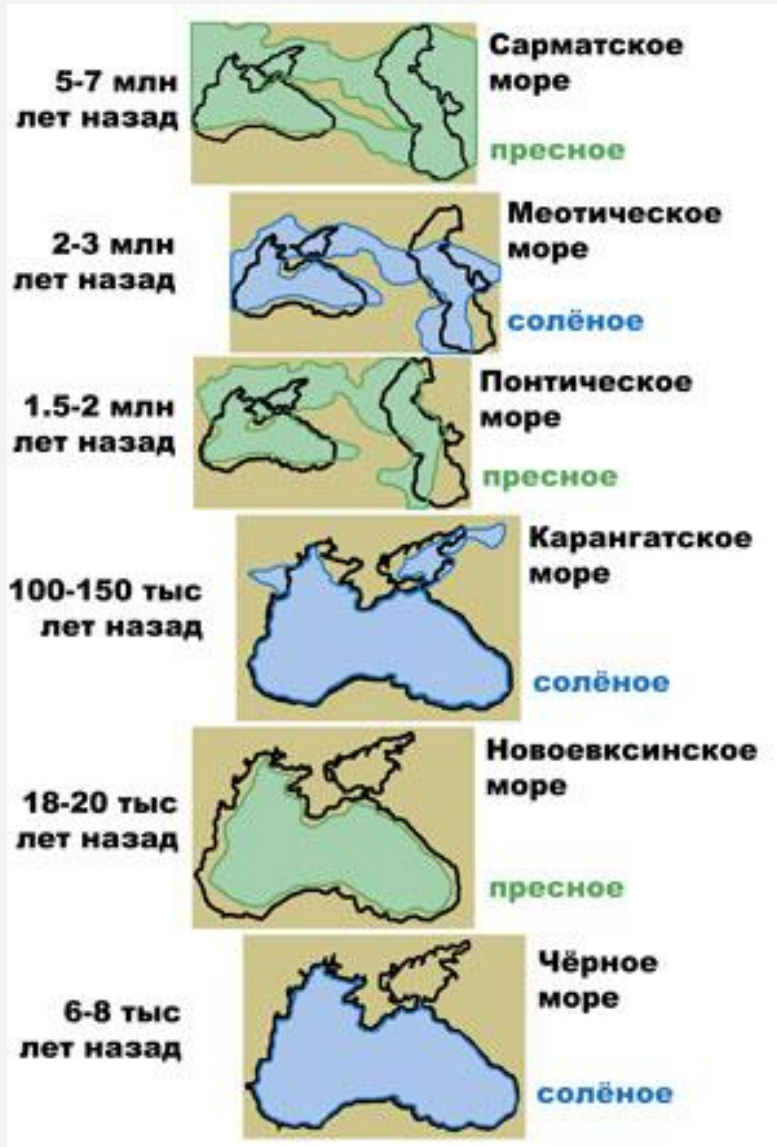 5-7 млн
лет назад
Сарматское
море
пресное
2-3 млн
лет назад
Меотическое
море
солёное
1.5-2 млн
лет назад
Понтическое
море
пресное
100-150 тыс
лет назад
Карангатское
море
солёное
18-20 тыс
лет назад
Новоевксинское
море
пресное
6-8 тыс
лет назад
Чёрное
море
солёное